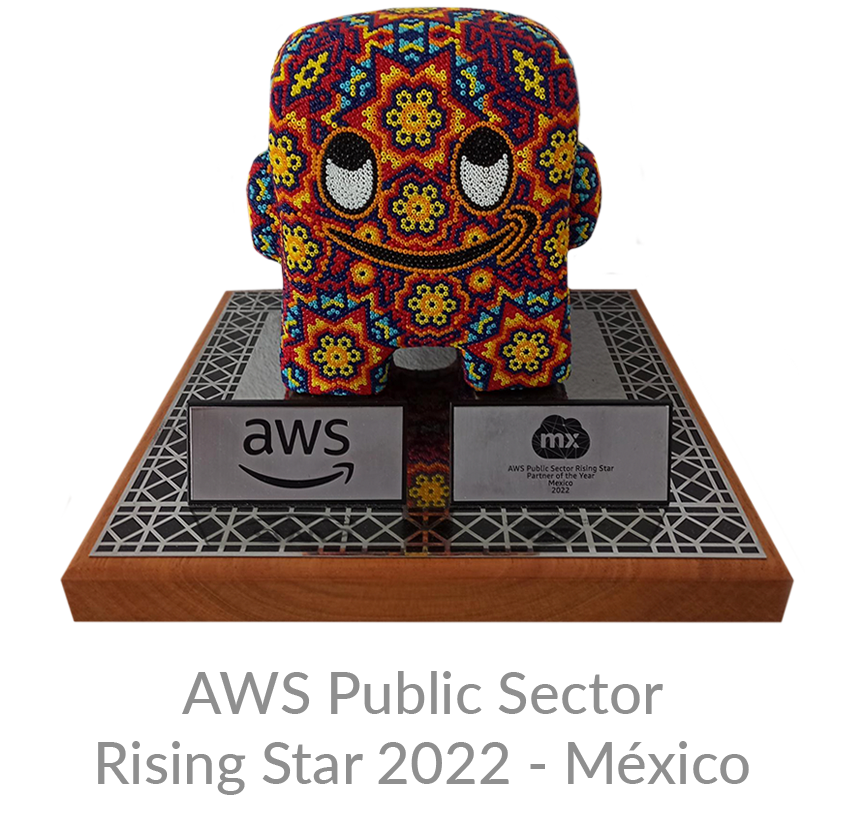 aws
mx
AWS Public Sector Rising Star
Partner of the Year
Mexico
2022
AWS Public Sector
Rising Star 2022 - México